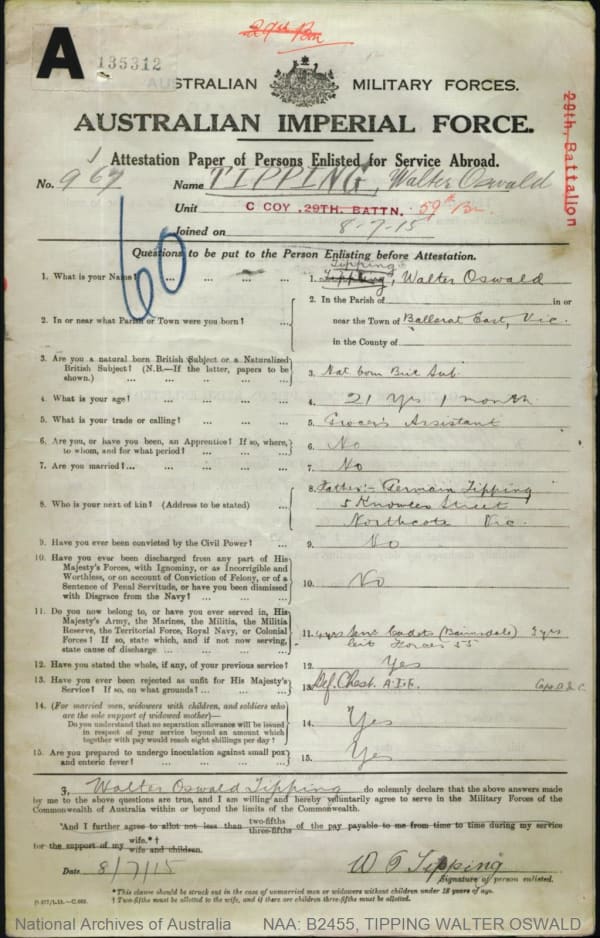 29th Bn
A
135312
AUSTRALIAN MILITARY FORCES.
AUSTRALIAN IMPERIAL FORCE.
29th, Battalion
Attestation Paper of Persons Enlisted for Service Abroad.
No. 967 Name TIPPING, Walter Oswald
Unit C COY .29TH. BATTN. 59th Bn.
Joined on 8-7-15
60
Questions to be put to the Person Enlisting before Attestation.
1. What is your Name? ... ... ... ... 1. Tipping, Walter Oswald
2. In or near what Parish or Town were you born? ... 2. In the Parish of in or
near the Town of Ballarat East, Vic.
in the County of
3. Are you a natural born British Subject or a Naturalized
British Subject? (N.B.—If the latter, papers to be
shown.) ... ... ... ... 3. Nat born Brit Sub.
4. What is your age? ... ... ... ... 4. 21 Yrs 1 month
5. What is your trade or calling? ... ... ... 5. Grocer's Assistant
6. Are you, or have you been, an Apprentice? If so, where,
to whom, and for what period? ... ... ... 6. No
7. Are you married?... ... ... ... 7. No
8. Who is your next of kin? (Address to be stated) ... 8. Father:- Germain Tipping
5 Knowles Street
Northcote Vic.
9. Have you ever been convicted by the Civil Power? ... 9. No
10. Have you ever been discharged from any part of His
Majesty's Forces, with Ignominy, or as Incorrigible and
Worthless, or on account of Conviction of Felony, or of a
Sentence of Penal Servitude, or have you been dismissed
with Disgrace from the Navy? ... ... ... 10. No
11. Do you now belong to, or have you ever served in, His
Majesty's Army, the Marines, the Militia, the Militia
Reserve, the Territorial Force, Royal Navy, or Colonial
Forces? If so, state which, and if not now serving,
state cause of discharge ... ... ... 11. 4 yrs Senr Cadets (Bairnsdale) 3 yrs
Cit Forces 55
12. Have you stated the whole, if any, of your previous service? 12. Yes
13. Have you ever been rejected as unfit for His Majesty's
Service? If so, on what grounds? ... ... ... 13. Def. Chest. A.I.F.
14. (For married men, widowers with children, and soldiers who
are the sole support of widowed mother)—
Do you understand that no separation allowance will be issued
in respect of your service beyond an amount which
together with pay would reach eight shillings per day? ... 14. Yes
15. Are you prepared to undergo inoculation against small pox
and enteric fever? ... ... ... ... 15. Yes
I, Walter Oswald Tipping do solemnly declare that the above answers made
by me to the above questions are true, and I am willing and hereby voluntarily agree to serve in the Military Forces of the
Commonwealth of Australia within or beyond the limits of the Commonwealth.
*And I further agree to allot not less than two-fifths three-fifths of the pay payable to me from time to time during my service
for the support of my wife.*† wife and children.
Date 8/7/15 W O Tipping
Signature of person enlisted.
*This clause should be struck out in the case of unmarried men or widowers without children under 18 years of age.
† Two-fifths must be allotted to the wife, and if there are children three-fifths must be allotted.
National Archives of Australia NAA: B2455, TIPPING WALTER OSWALD